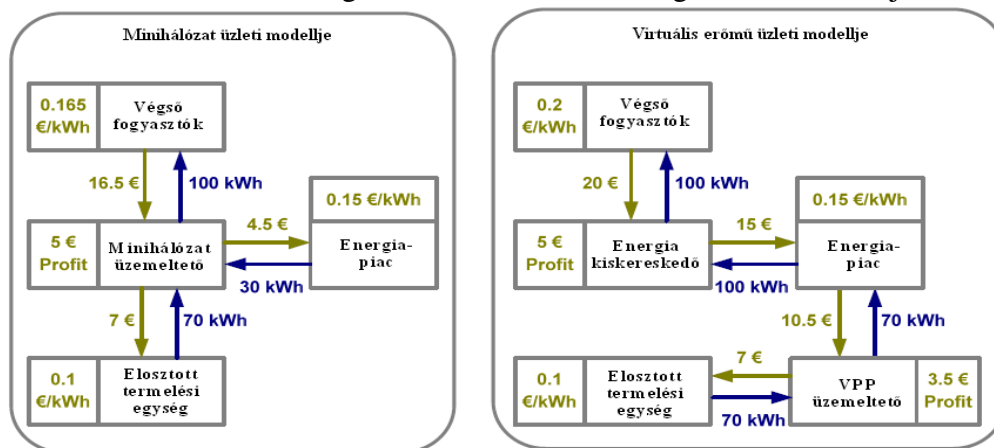 Minihálózat üzleti modellje
0.165
€/kWh
Végső
fogyasztók
16.5 €
100 kWh
0.15 €/kWh
5 €
Profit
Minihálózat
üzemeltető
4.5 €
30 kWh
Energia-
piac
7 €
70 kWh
0.1
€/kWh
Elosztott
termelési
egység
Virtuális erőmű üzleti modellje
0.2
€/kWh
Végső
fogyasztók
20 €
100 kWh
0.15 €/kWh
5 €
Profit
Energia
kiskereskedő
15 €
100 kWh
Energia-
piac
10.5 €
70 kWh
0.1
€/kWh
Elosztott
termelési
egység
7 €
70 kWh
VPP
üzemeltető
3.5 €
Profit